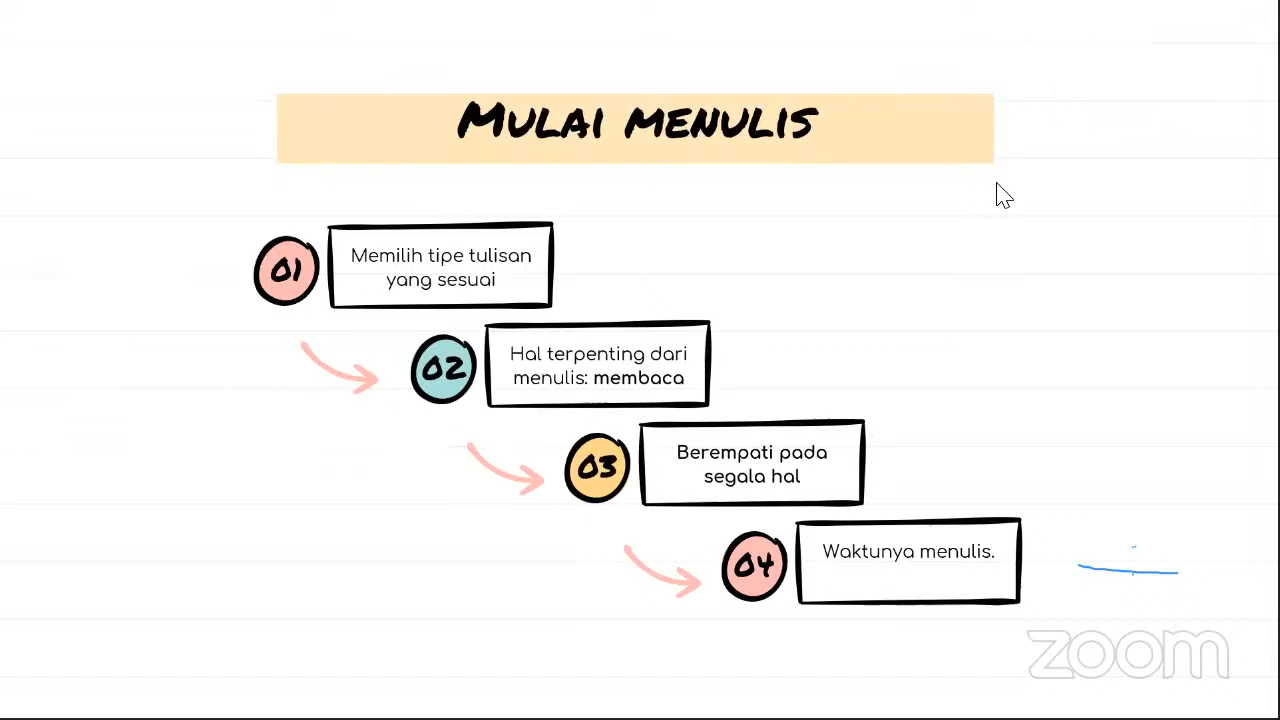 MULAI MENULIS
01
Memilih tipe tulisan
yang sesuai
02
Hal terpenting dari
menulis: membaca
03
Berempati pada
segala hal
04
Waktunya menulis.
zoom